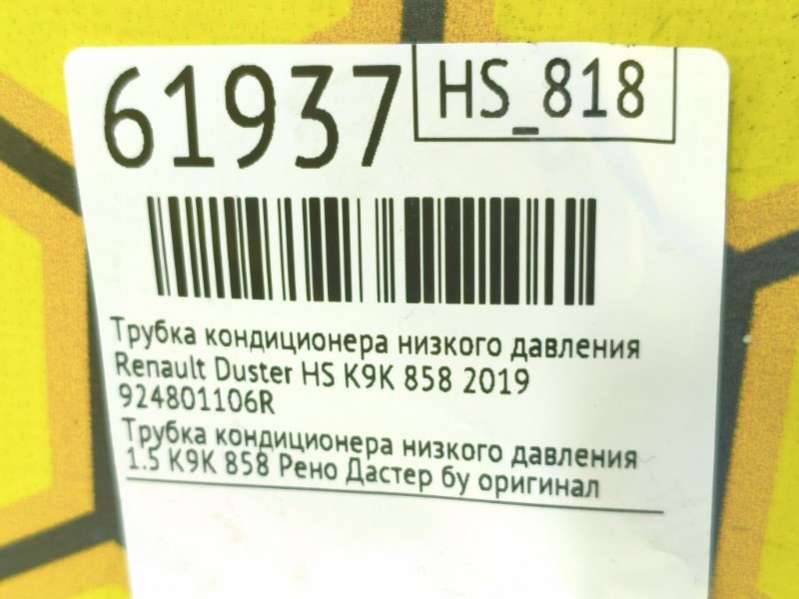 61937
HS_818
Трубка кондиционера низкого давления
Renault Duster HS K9K 858 2019
924801106R
Трубка кондиционера низкого давления
1.5 K9K 858 Рено Дастер бу оригинал